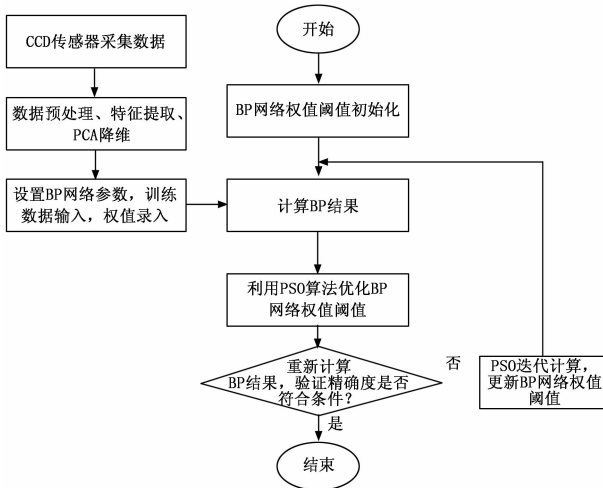 CCD传感器采集数据
数据预处理、特征提取、
PCA降维
设置BP网络参数，训练
数据输入，权值录入
开始
BP网络权值阈值初始化
计算BP结果
利用PSO算法优化BP
网络权值阈值
重新计算
BP结果，验证精确度是否
符合条件？
否
是
PSO迭代计算，
更新BP网络权值
阈值
结束